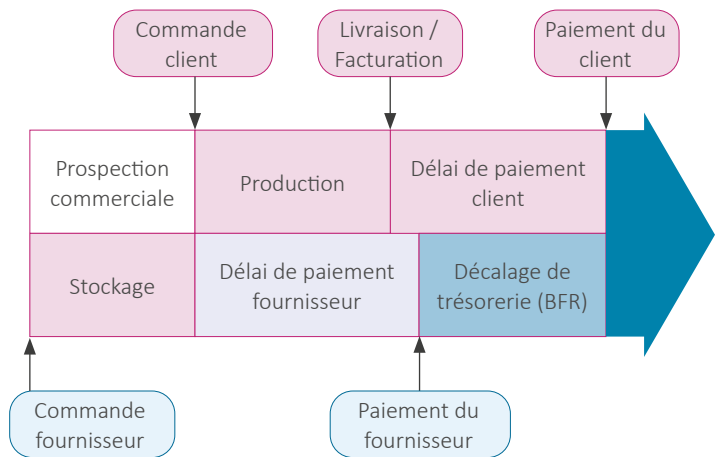 Commande
client
Livraison /
Facturation
Paiement du
client
Prospection
commerciale
Production
Délai de paiement
client
Stockage
Délai de paiement
fournisseur
Décalage de
trésorerie (BFR)
Commande
fournisseur
Paiement du
fournisseur